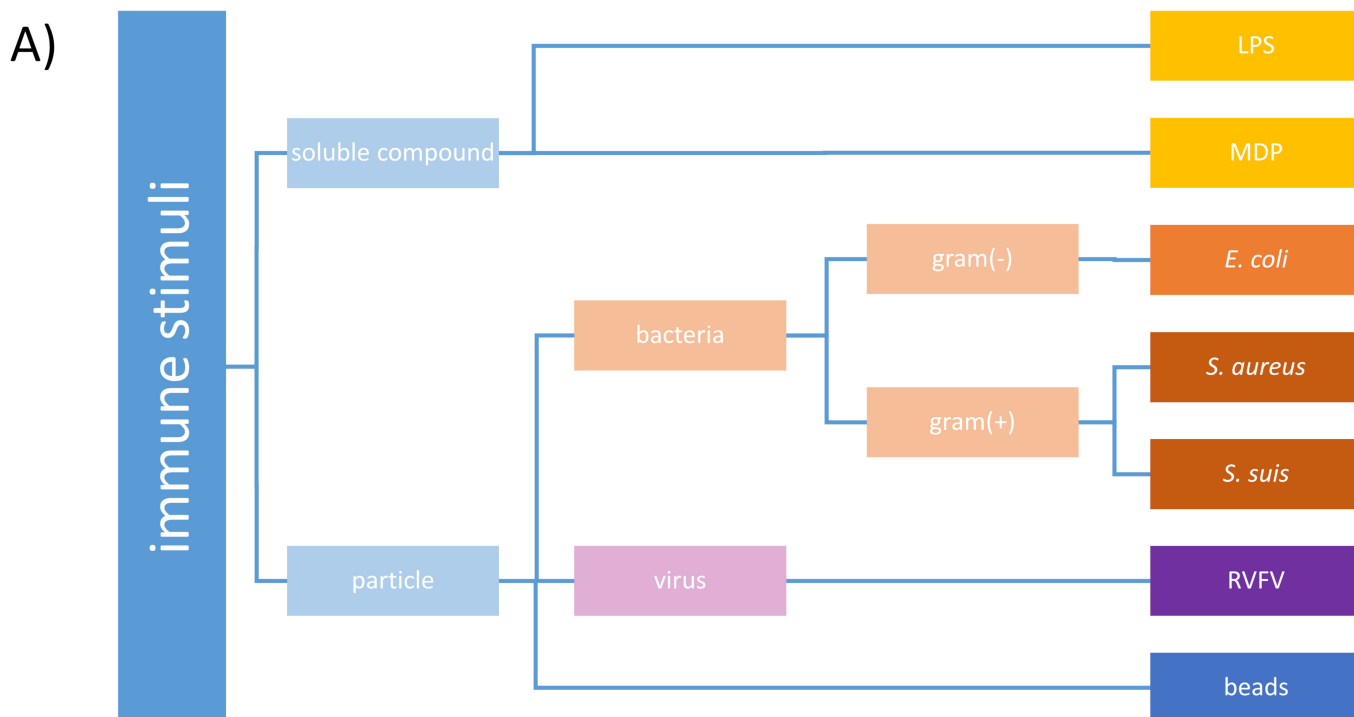 A)
immune stimuli
soluble compound
particle
bacteria
virus
gram(-)
gram(+)
LPS
MDP
E. coli
S. aureus
S. suis
RVFV
beads